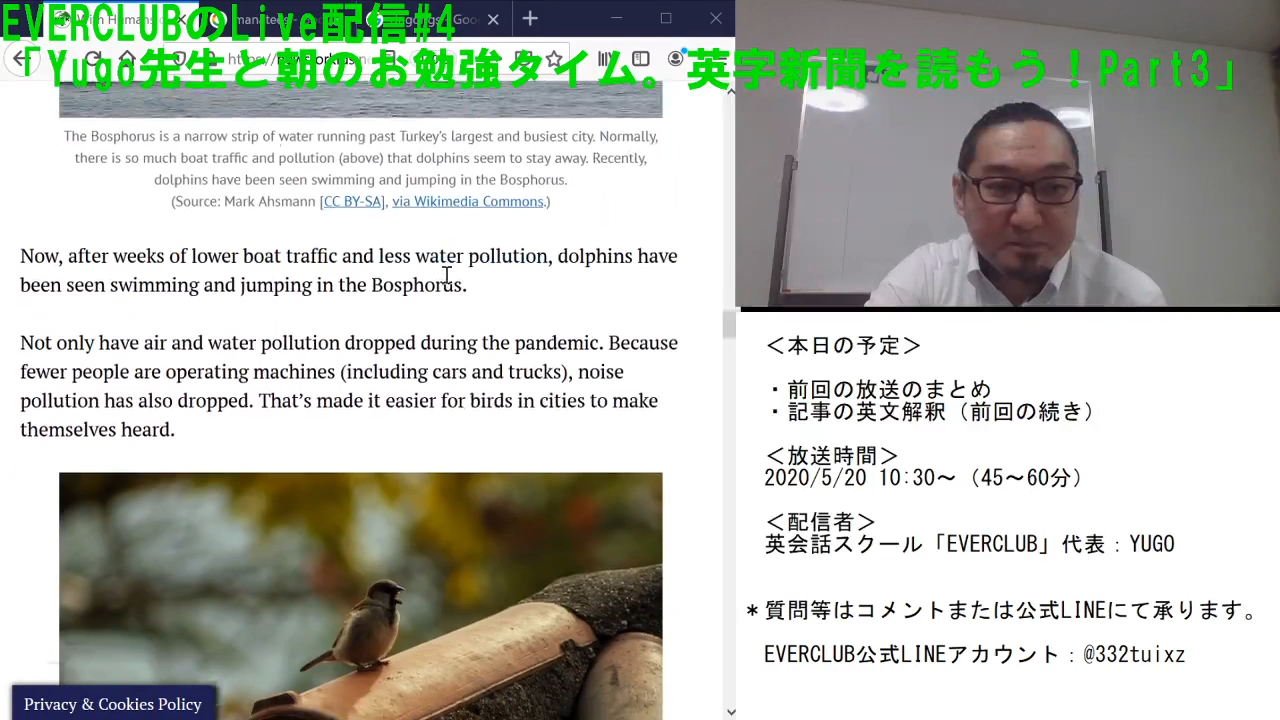 EVERCLUBのLive配信#4
「Yugo先生と朝のお勉強タイム。英字新聞を読もう！Part3」
The Bosphorus is a narrow strip of water running past Turkey's largest and busiest city. Normally,
there is so much boat traffic and pollution (above) that dolphins seem to stay away. Recently,
dolphins have been seen swimming and jumping in the Bosphorus.
(Source: Mark Ahsmann [CC BY-SA], via Wikimedia Commons.)
Now, after weeks of lower boat traffic and less water pollution, dolphins have
been seen swimming and jumping in the Bosphorus.
Not only have air and water pollution dropped during the pandemic. Because
fewer people are operating machines (including cars and trucks), noise
pollution has also dropped. That's made it easier for birds in cities to make
themselves heard.
Privacy & Cookies Policy
＜本日の予定＞
・前回の放送のまとめ
・記事の英文解釈（前回の続き）
＜放送時間＞
2020/5/20 10:30～（45～60分）
＜配信者＞
英会話スクール「EVERCLUB」代表：YUGO
＊質問等はコメントまたは公式LINEにて承ります。
EVERCLUB公式LINEアカウント：@332tuixz